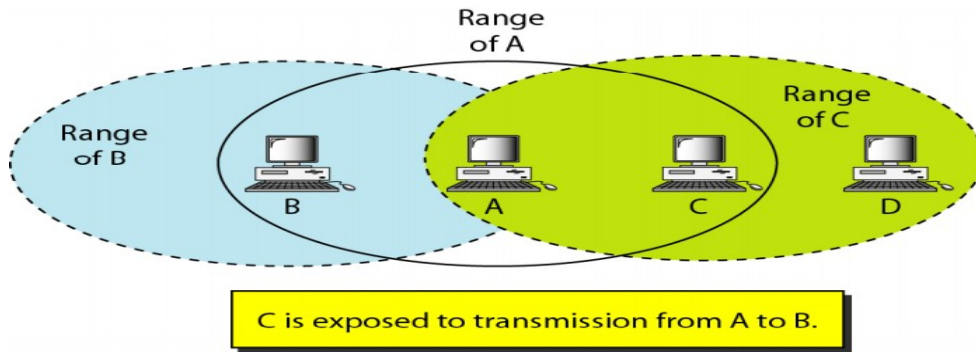 Range
of A
Range
of B
Range
of C
B
A
C
D
C is exposed to transmission from A to B.